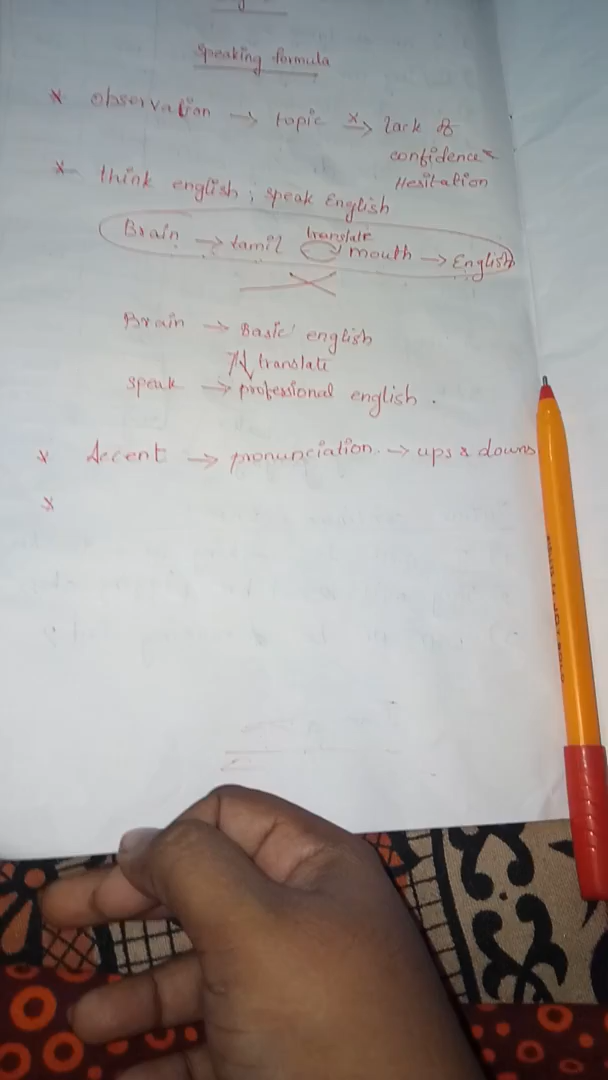 Speaking formula
* observation → topic x→ lack of
confidence &
Hesitation
* think english ; speak English
Brain → tamil translate mouth → English
Brain → Basic english
translate
speak → professional english .
* Accent → pronunciation. → ups & downs
*